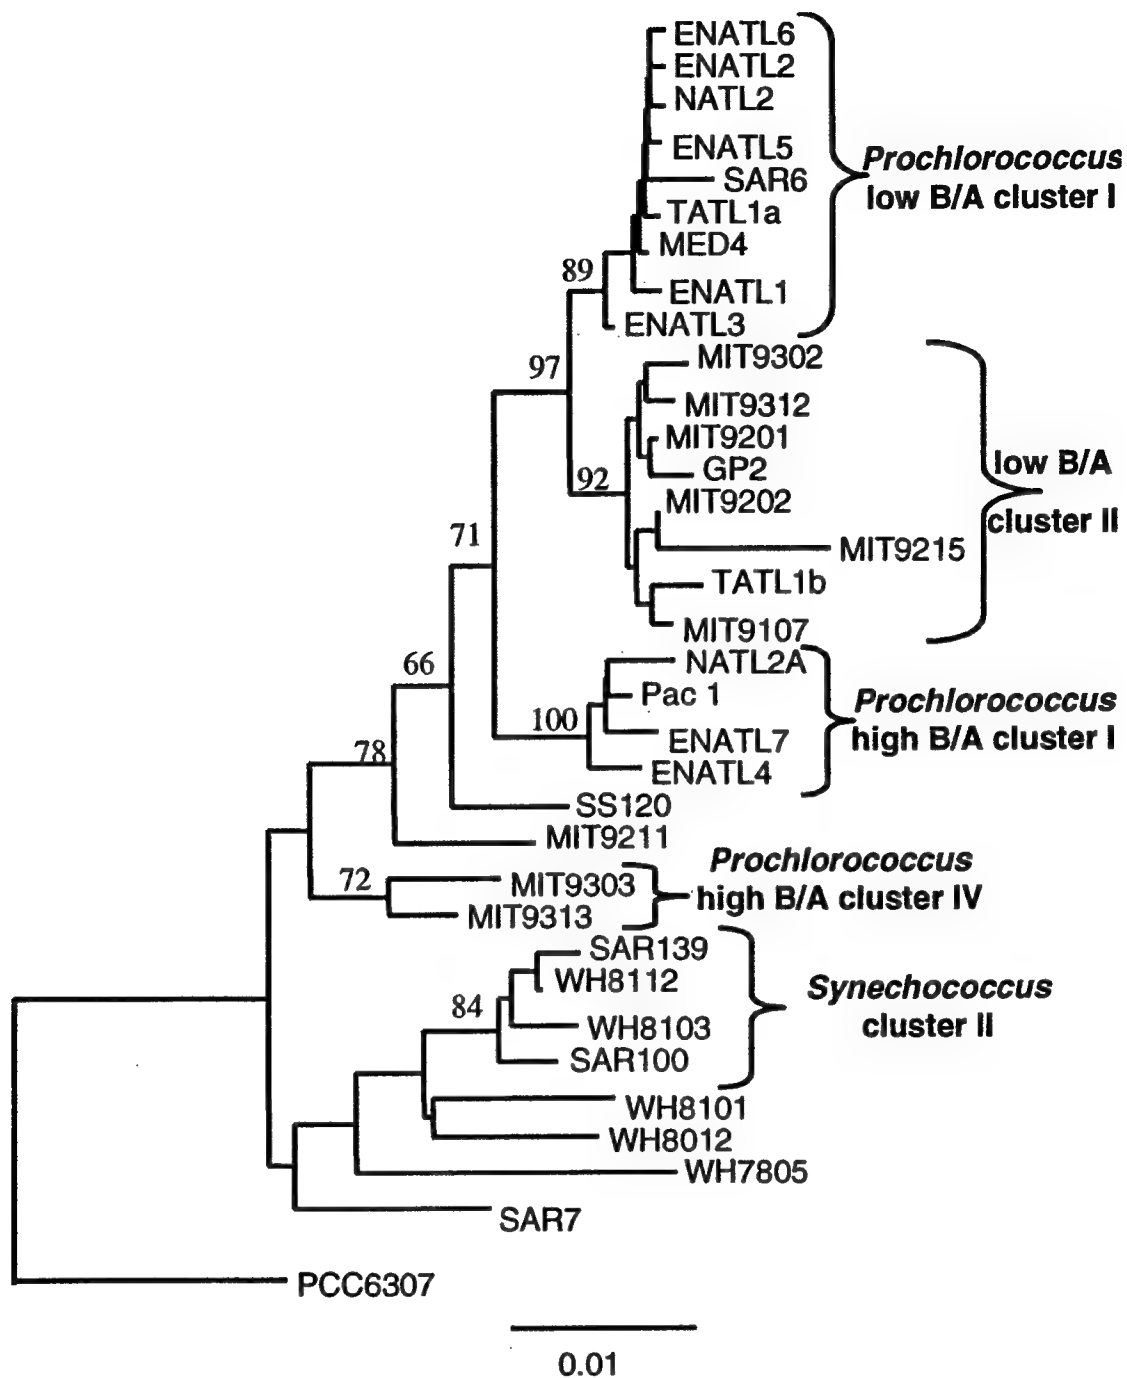 ENATL6
ENATL2
NATL2
ENATL5
SAR6
TATL1a
MED4
ENATL1
ENATL3
Prochlorococcus
low B/A cluster I
89
97
MIT9302
MIT9312
MIT9201
GP2
MIT9202
MIT9215
TATL1b
MIT9107
low B/A
cluster II
92
71
NATL2A
Pac 1
ENATL7
ENATL4
Prochlorococcus
high B/A cluster I
100
66
SS120
78
MIT9211
MIT9303
MIT9313
Prochlorococcus
high B/A cluster IV
72
SAR139
WH8112
WH8103
SAR100
Synechococcus
cluster II
84
WH8101
WH8012
WH7805
SAR7
PCC6307
0.01